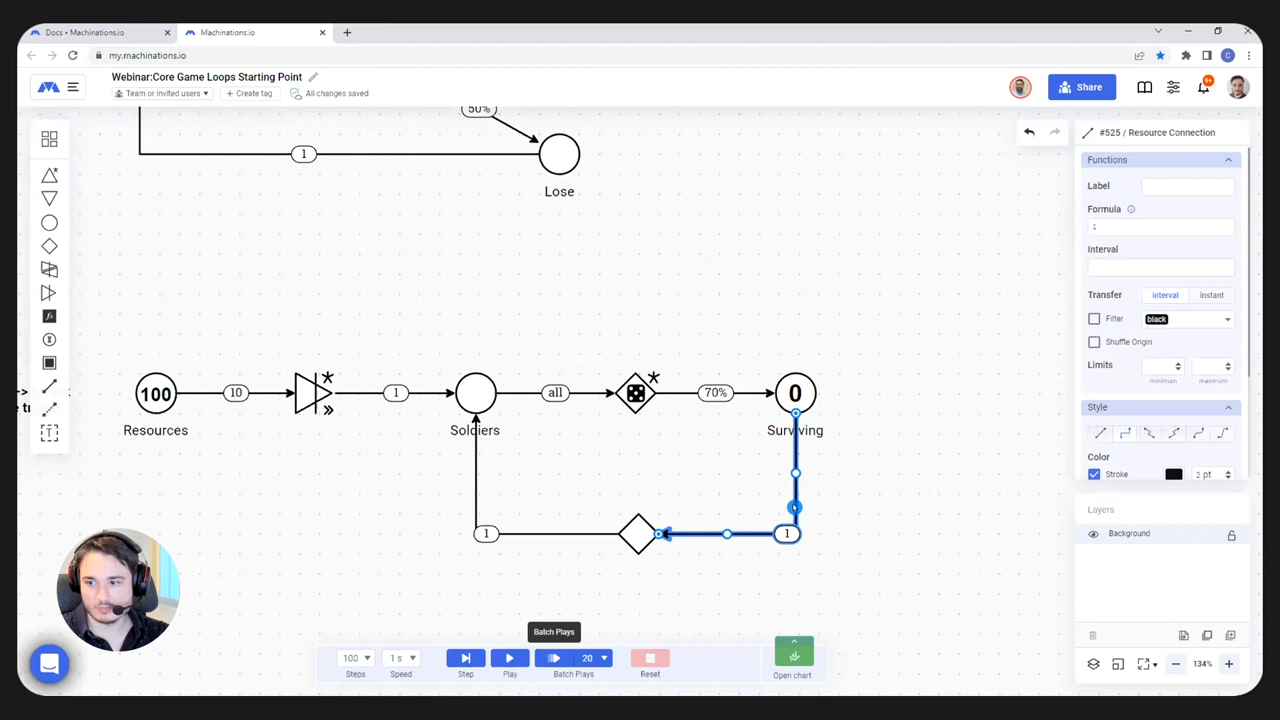 Docs • Machinations.io
Machinations.io
my.machinations.io
C
Webinar:Core Game Loops Starting Point
Team or invited users
+ Create tag
All changes saved
Share
9+
50%
1
Lose
#525 / Resource Connection
Functions
Label
Formula
1
Interval
Transfer
interval
instant
Filter
black
Shuffle Origin
Limits
minimum
maximum
Style
Color
Stroke
2 pt
Layers
Background
100
10
1
all
70%
0
Resources
Soldiers
Surviving
1
1
Batch Plays
100
1 s
20
Steps
Speed
Step
Play
Batch Plays
Reset
Open chart
134%